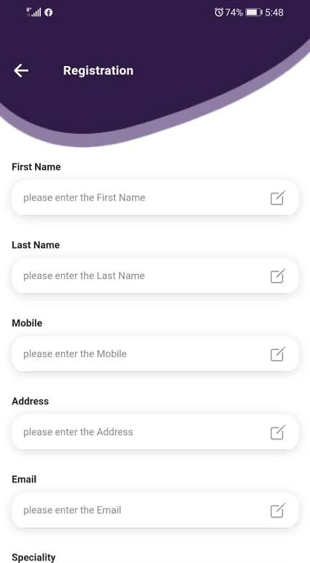 74% 5:48
Registration
First Name
please enter the First Name
Last Name
please enter the Last Name
Mobile
please enter the Mobile
Address
please enter the Address
Email
please enter the Email
Speciality